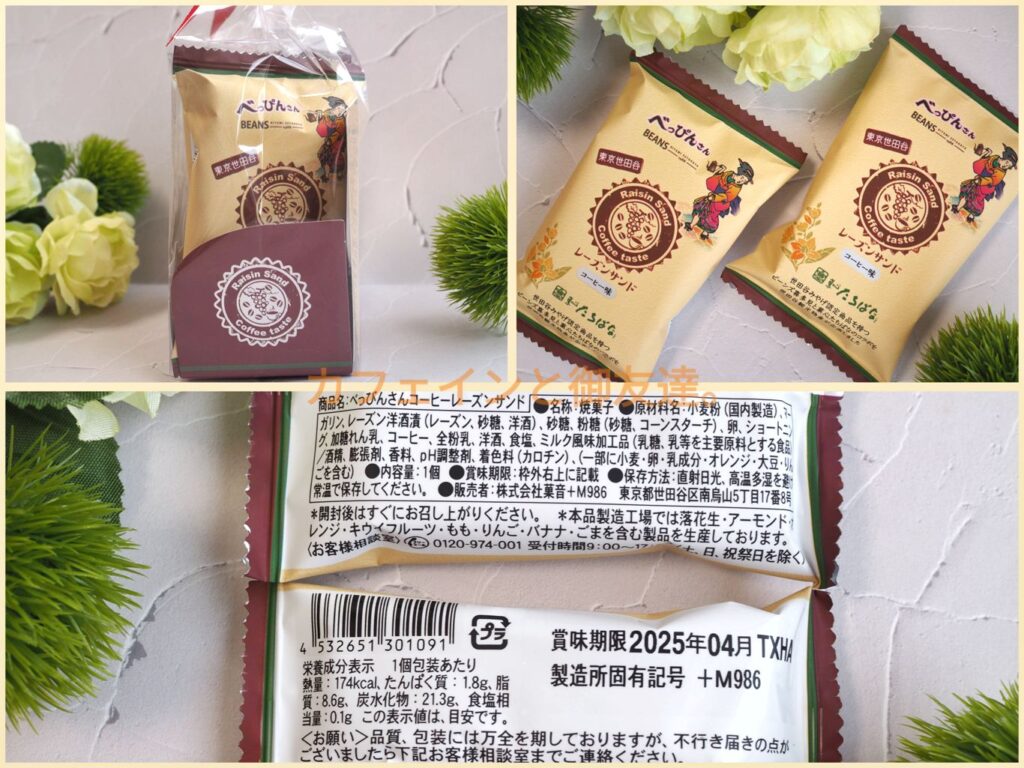 べっぴんさん
BEANS
東京世田谷
Raisin Sand
Coffee taste
Raisin Sand
Coffee taste
べっぴんさん
BEANS
東京世田谷
Raisin Sand
Coffee taste
レーズンサンド
コーヒー味
たちばな
べっぴんさん
BEANS
東京世田谷
Raisin Sand
Coffee taste
レーズンサンド
コーヒー味
たちばな
カフェインと御友達。
商品名:べっぴんさんコーヒーレーズンサンド ●名称:焼菓子 ●原材料名:小麦粉(国内製造)、マー
ガリン、レーズン洋酒漬(レーズン、砂糖、洋酒)、砂糖、粉糖(砂糖、コーンスターチ)、卵、ショートニン
グ、加糖れん乳、コーヒー、全粉乳、洋酒、食塩、ミルク風味加工品(乳糖、乳等を主要原料とする食品)
/酒精、膨張剤、香料、pH調整剤、着色料(カロチン)、(一部に小麦・卵・乳成分・オレンジ・大豆・りん
ごを含む) ●内容量:1個 ●賞味期限:枠外右上に記載 ●保存方法:直射日光、高温多湿を避け
常温で保存してください。 ●販売者:株式会社菓音+M986 東京都世田谷区南烏山5丁目17番8号
*開封後はすぐにお召し上がりください。 *本品製造工場では落花生・アーモンド・オ
レンジ・キウイフルーツ・もも・りんご・バナナ・ごまを含む製品を生産しております。
〈お客様相談室〉 0120-974-001 受付時間9:00~17 土、日、祝祭日を除く〉
4 532651 301091
プラ
賞味期限 2025年04月 TXHA
製造所固有記号 +M986
栄養成分表示 1個包装あたり
熱量:174kcal、たんぱく質:1.8g、脂
質:8.6g、炭水化物:21.3g、食塩相
当量:0.1g この表示値は、目安です。
〈お願い〉品質、包装には万全を期しておりますが、不行き届きの点が
ございましたら下記お客様相談室までご連絡ください。